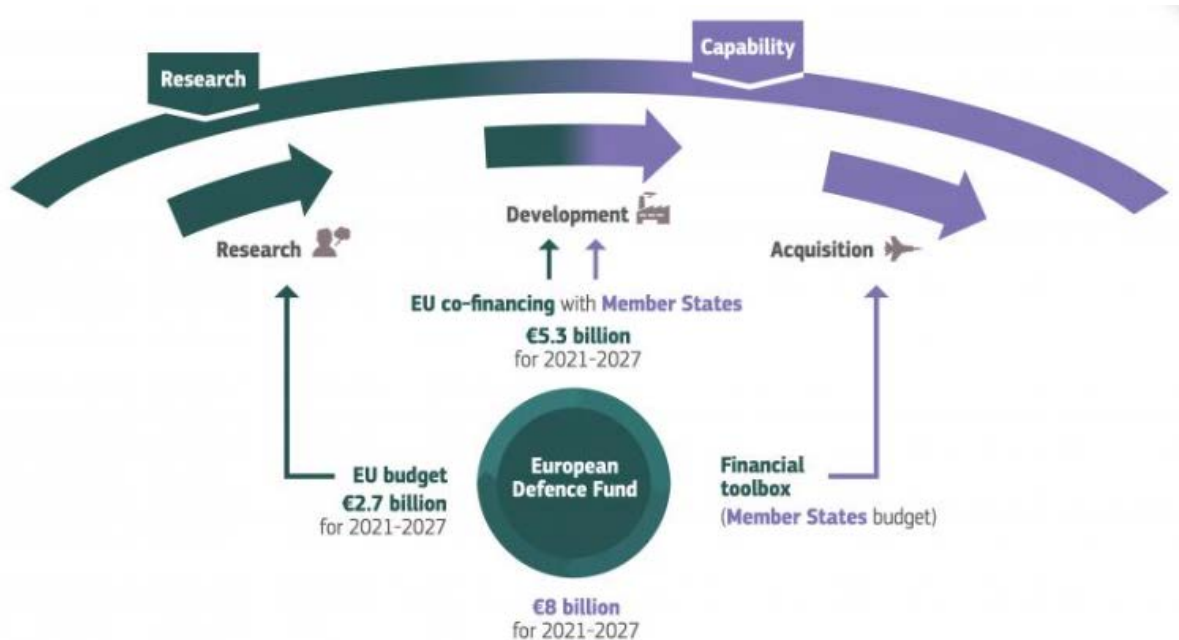 Research
Capability
Research
Development
Acquisition
EU co-financing with Member States
€5.3 billion
for 2021-2027
EU budget
€2.7 billion
for 2021-2027
European
Defence Fund
Financial
toolbox
(Member States budget)
€8 billion
for 2021-2027